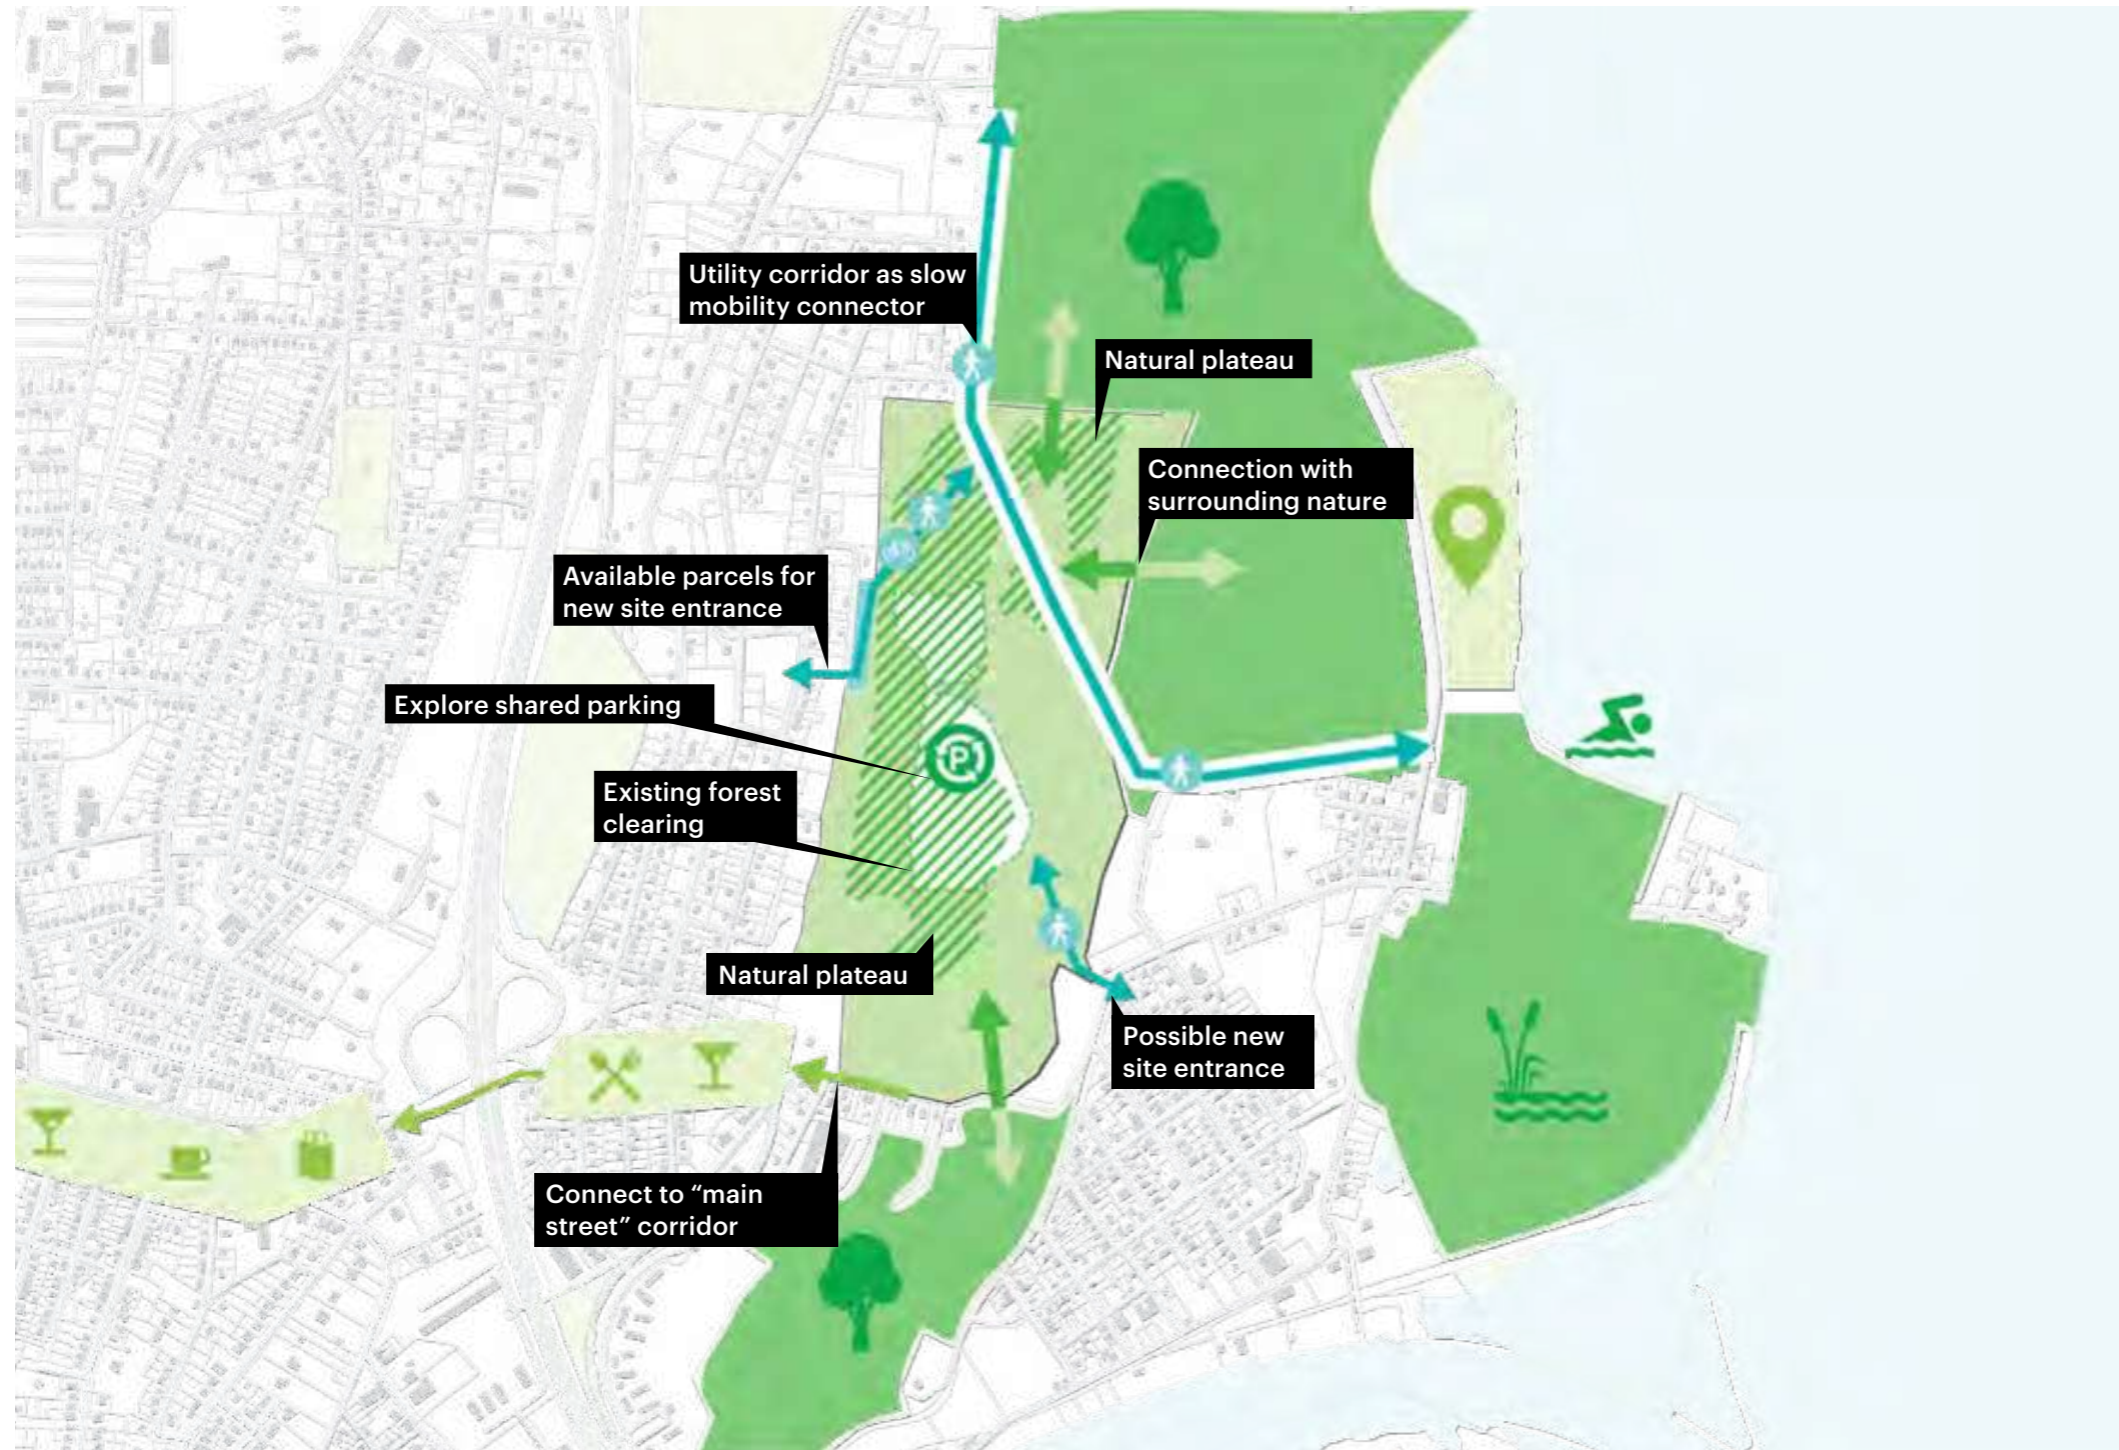 Utility corridor as slow
mobility connector
Natural plateau
Connection with
surrounding nature
Available parcels for
new site entrance
Explore shared parking
P
Existing forest
clearing
Natural plateau
Possible new
site entrance
Connect to “main
street” corridor